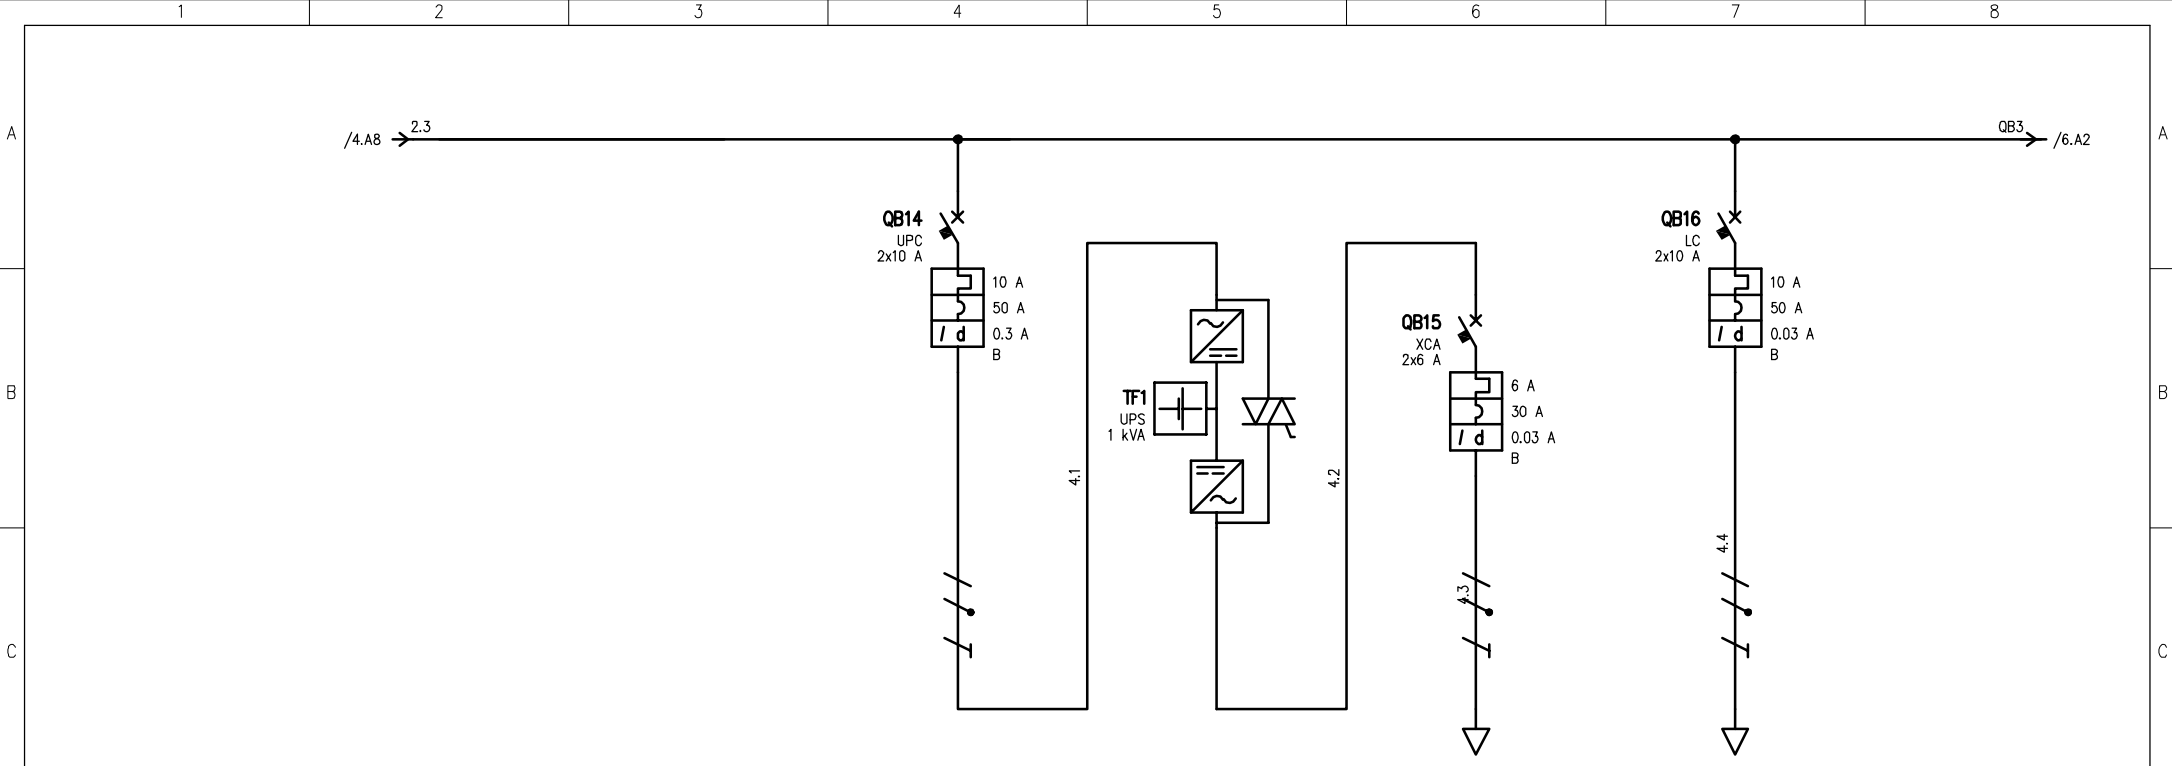 1 2 3 4 5 6 7 8
A A
/4.A8 2.3 QB3 /6.A2
QB14
UPC
2x10 A
10 A
50 A
I d 0.3 A
B
4.1
TF1
UPS
1 kVA
4.2
QB15
XCA
2x6 A
6 A
30 A
I d 0.03 A
B
4.3
QB16
LC
2x10 A
10 A
50 A
I d 0.03 A
B
4.4
B B
C C